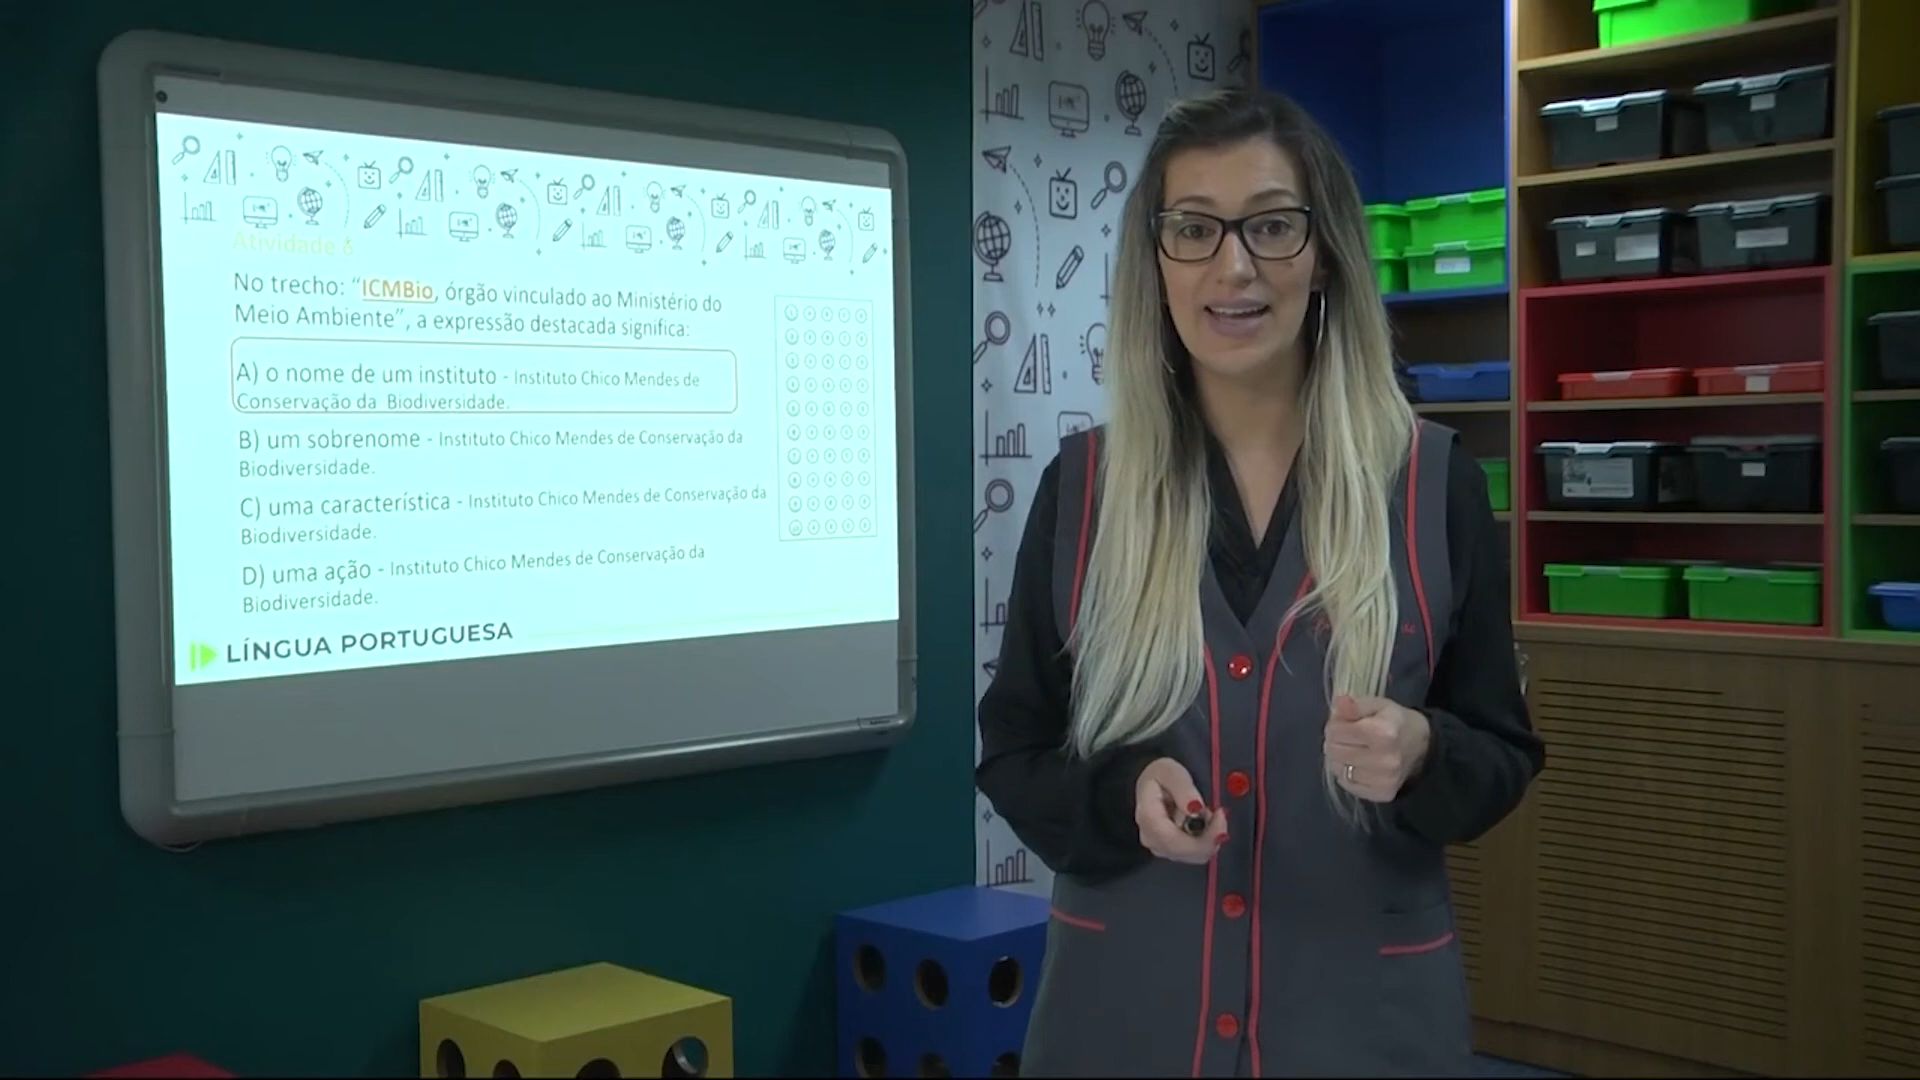 Atividade 8
No trecho: “ICMBio, órgão vinculado ao Ministério do
Meio Ambiente”, a expressão destacada significa:
A) o nome de um instituto - Instituto Chico Mendes de
Conservação da Biodiversidade.
B) um sobrenome - Instituto Chico Mendes de Conservação da
Biodiversidade.
C) uma característica - Instituto Chico Mendes de Conservação da
Biodiversidade.
D) uma ação - Instituto Chico Mendes de Conservação da
Biodiversidade.
LÍNGUA PORTUGUESA